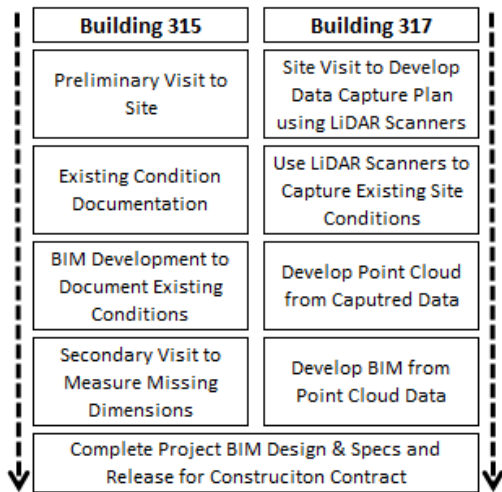 Building 315
Building 317
Preliminary Visit to
Site
Site Visit to Develop
Data Capture Plan
using LiDAR Scanners
Existing Condition
Documentation
Use LiDAR Scanners to
Capture Existing Site
Conditions
BIM Development to
Document Existing
Conditions
Develop Point Cloud
from Caputred Data
Secondary Visit to
Measure Missing
Dimensions
Develop BIM from
Point Cloud Data
Complete Project BIM Design & Specs and
Release for Construciton Contract